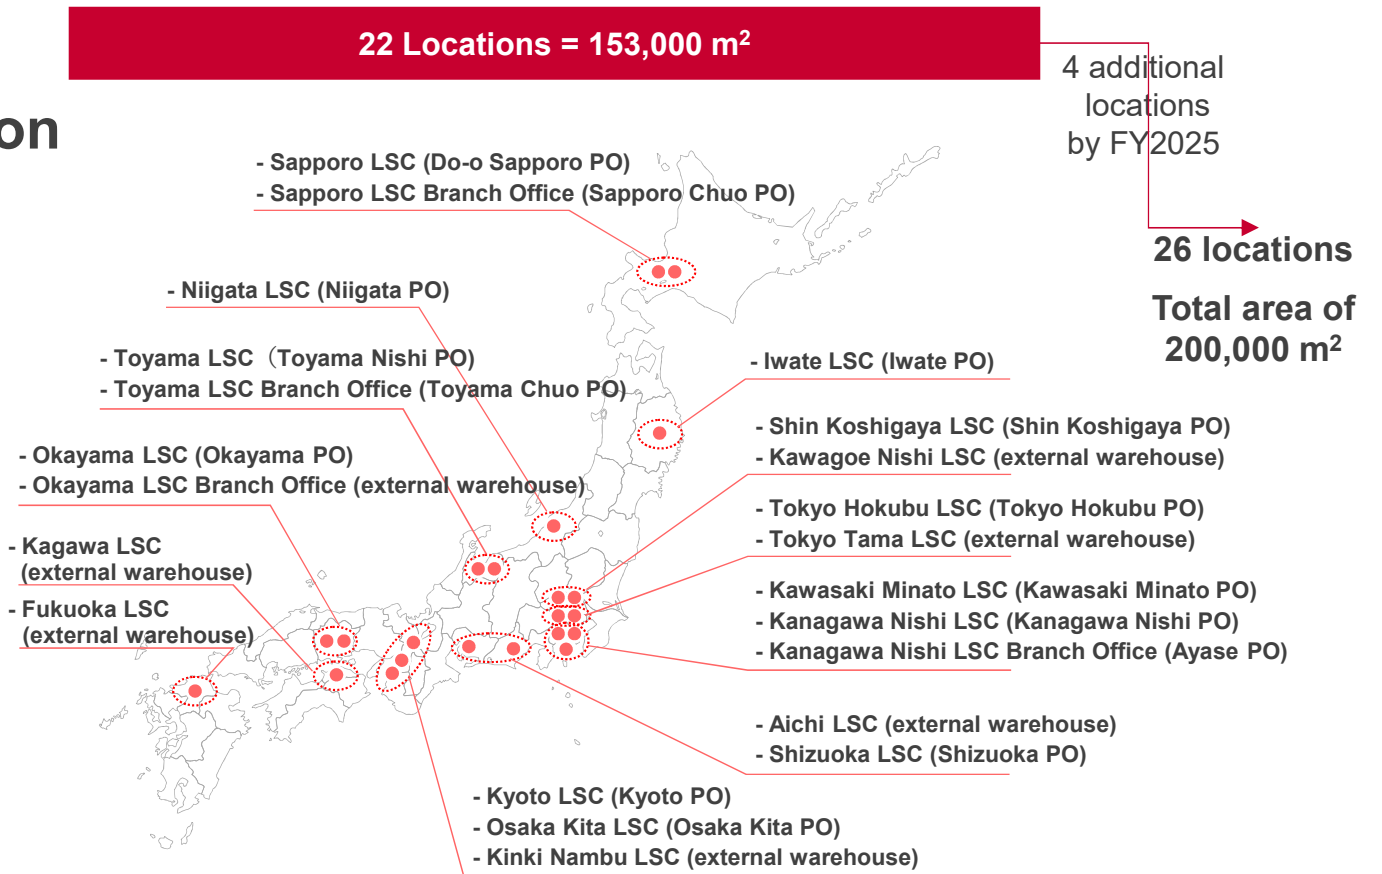 22 Locations = 153,000 m²
4 additional
locations
by FY2025
on
- Sapporo LSC (Do-o Sapporo PO)
- Sapporo LSC Branch Office (Sapporo Chuo PO)
26 locations
Total area of
200,000 m²
- Niigata LSC (Niigata PO)
- Toyama LSC（Toyama Nishi PO)
- Toyama LSC Branch Office (Toyama Chuo PO)
- Iwate LSC (Iwate PO)
- Okayama LSC (Okayama PO)
- Okayama LSC Branch Office (external warehouse)
- Shin Koshigaya LSC (Shin Koshigaya PO)
- Kawagoe Nishi LSC (external warehouse)
- Tokyo Hokubu LSC (Tokyo Hokubu PO)
- Tokyo Tama LSC (external warehouse)
- Kagawa LSC
(external warehouse)
- Fukuoka LSC
(external warehouse)
- Kawasaki Minato LSC (Kawasaki Minato PO)
- Kanagawa Nishi LSC (Kanagawa Nishi PO)
- Kanagawa Nishi LSC Branch Office (Ayase PO)
- Aichi LSC (external warehouse)
- Shizuoka LSC (Shizuoka PO)
- Kyoto LSC (Kyoto PO)
- Osaka Kita LSC (Osaka Kita PO)
- Kinki Nambu LSC (external warehouse)